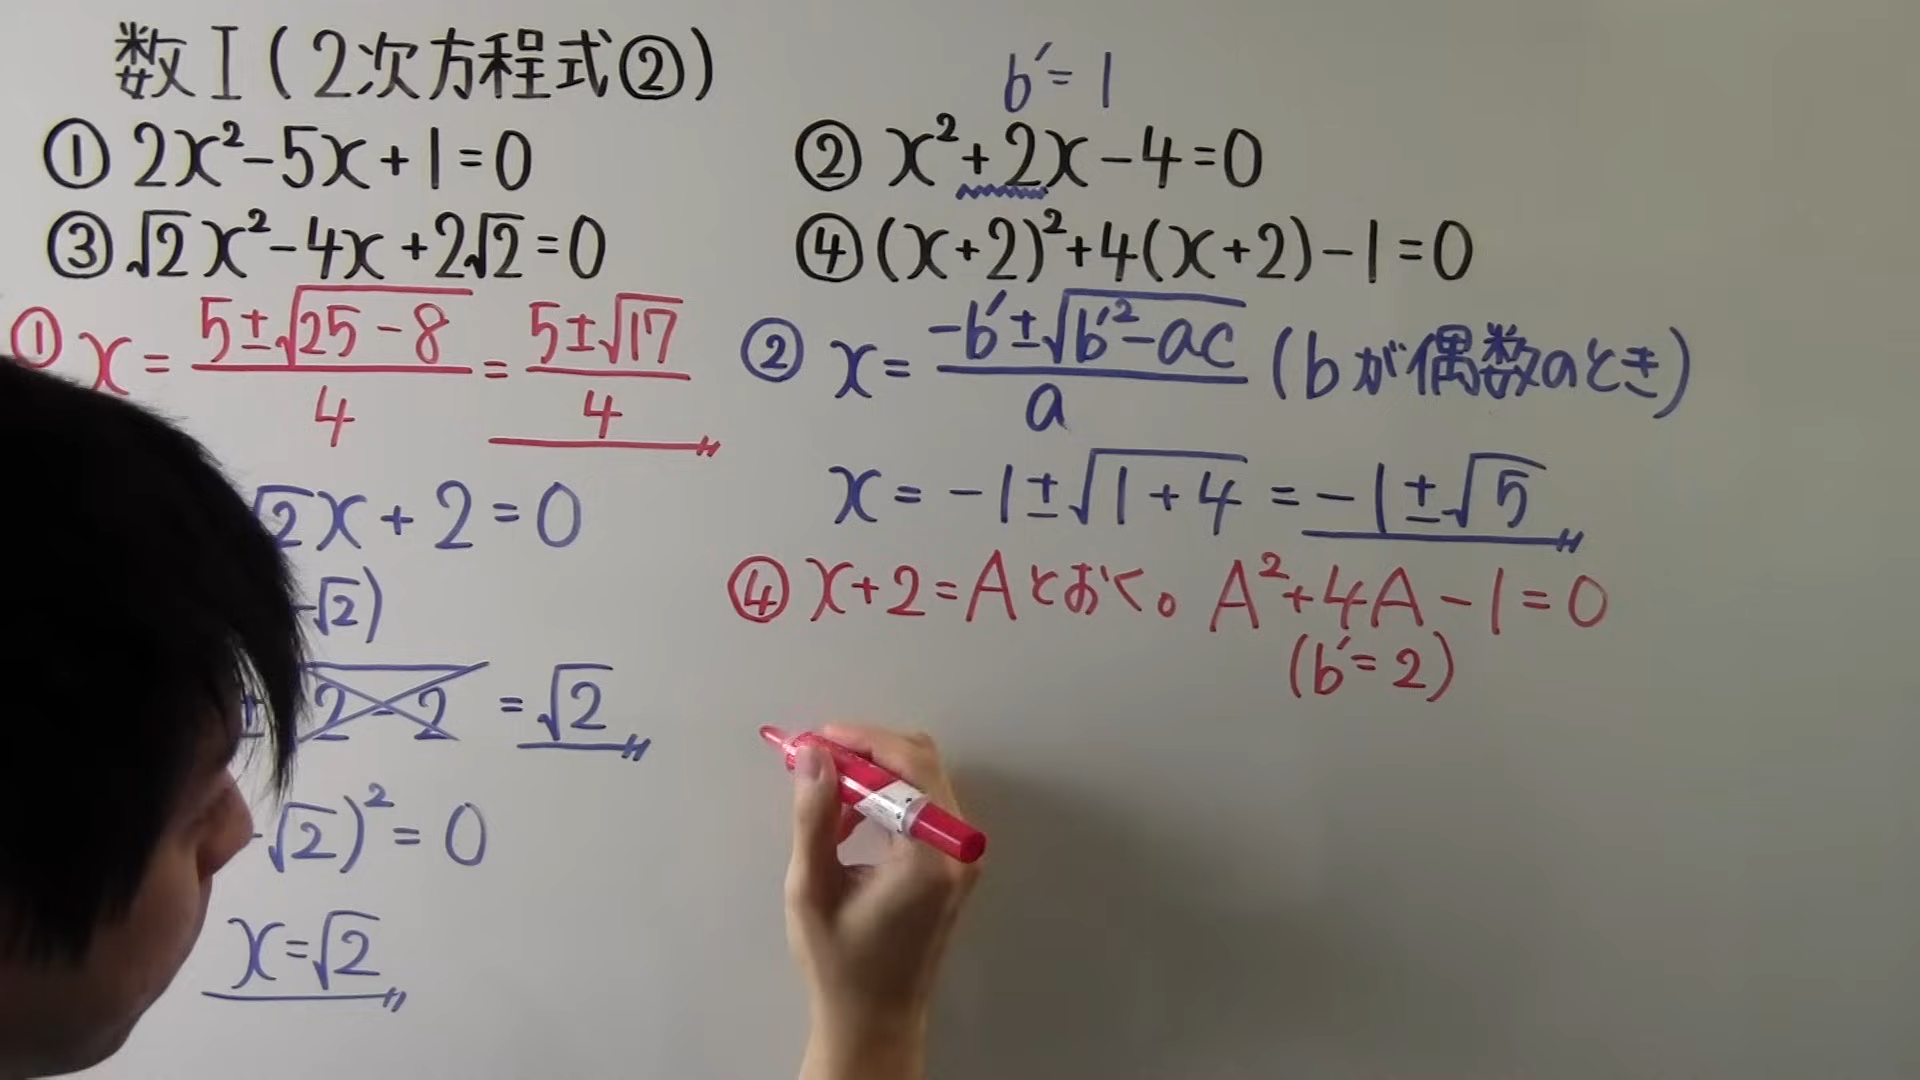 数I(2次方程式②)
① 2x²-5x+1=0
b′=1
② x²+2x-4=0
③ √2x²-4x+2√2=0
④ (x+2)²+4(x+2)-1=0
① x=(5±√(25-8))/4=(5±√17)/4
√2x+2=0
-√2)
±√(2-2) =√2
-√2)²=0
x=√2
② x=(-b′±√(b′²-ac))/a (bが偶数のとき)
x=-1±√(1+4)=-1±√5
④ x+2=Aとおく。 A²+4A-1=0
(b′=2)